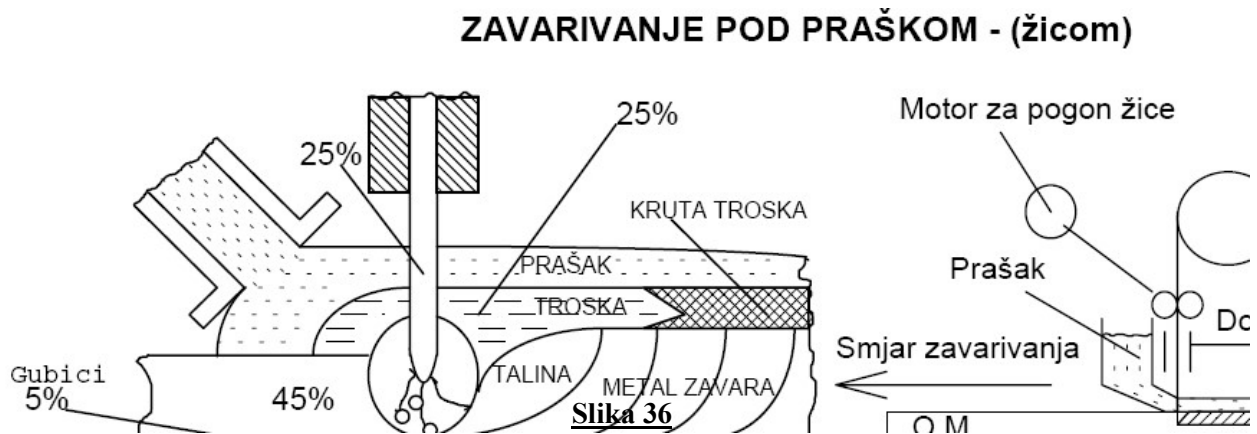 ZAVARIVANJE POD PRAŠKOM - (žicom)
Motor za pogon žice
25%
25%
KRUTA TROSKA
PRAŠAK
Prašak
TROSKA
Do
Smjar zavarivanja
Gubici
5%
45%
TALINA
METAL ZAVARA
Slika 36
O.M.